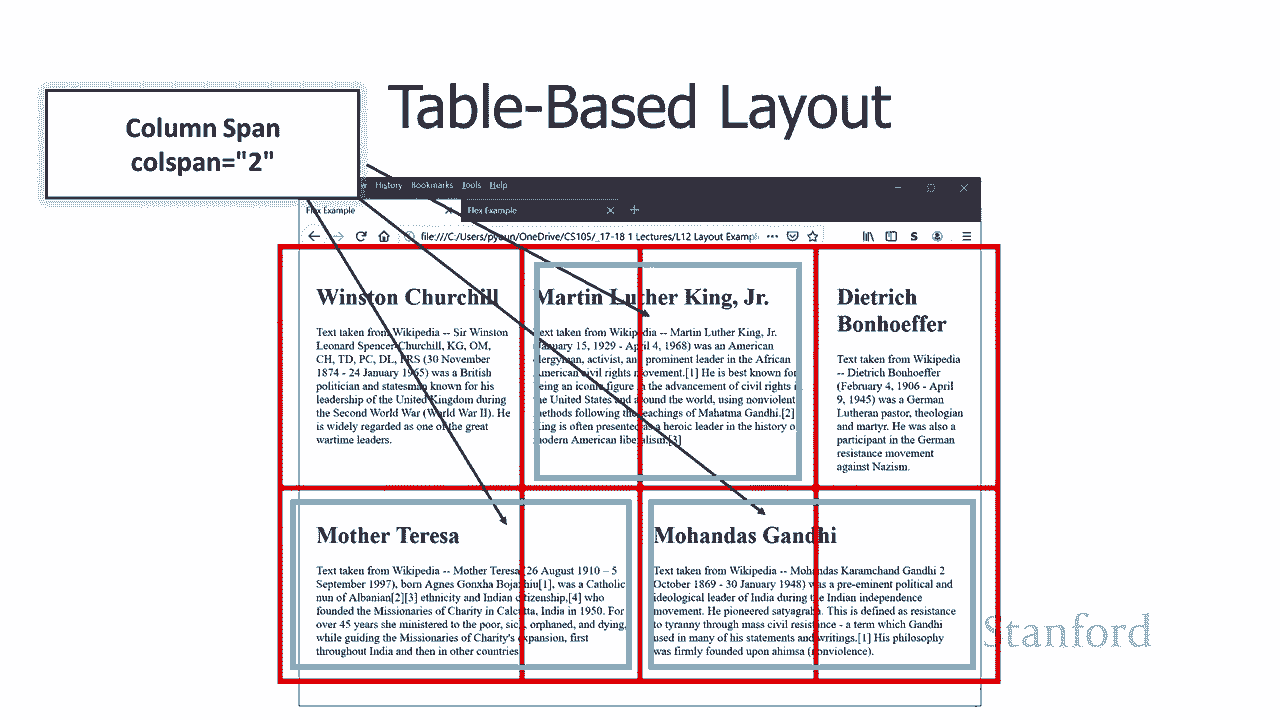 Table-Based Layout
Column Span
colspan="2"
History Bookmarks Tools Help
Flex Example
Flex Example
file:///C:/Users/pyoun/OneDrive/CS105/_17-18 1 Lectures/L12 Layout Exampl
Winston Churchill
Text taken from Wikipedia -- Sir Winston
Leonard Spencer-Churchill, KG, OM,
CH, TD, PC, DL, FRS (30 November
1874 - 24 January 1965) was a British
politician and statesman known for his
leadership of the United Kingdom during
the Second World War (World War II). He
is widely regarded as one of the great
wartime leaders.
Martin Luther King, Jr.
Text taken from Wikipedia -- Martin Luther King, Jr.
(January 15, 1929 - April 4, 1968) was an American
clergyman, activist, and prominent leader in the African
American civil rights movement.[1] He is best known for
being an iconic figure in the advancement of civil rights in
the United States and around the world, using nonviolent
methods following the teachings of Mahatma Gandhi.[2]
King is often presented as a heroic leader in the history of
modern American liberalism.[3]
Dietrich
Bonhoeffer
Text taken from Wikipedia
-- Dietrich Bonhoeffer
(February 4, 1906 - April
9, 1945) was a German
Lutheran pastor, theologian
and martyr. He was also a
participant in the German
resistance movement
against Nazism.
Mother Teresa
Text taken from Wikipedia -- Mother Teresa (26 August 1910 – 5
September 1997), born Agnes Gonxha Bojaxhiu[1], was a Catholic
nun of Albanian[2][3] ethnicity and Indian citizenship,[4] who
founded the Missionaries of Charity in Calcutta, India in 1950. For
over 45 years she ministered to the poor, sick, orphaned, and dying,
while guiding the Missionaries of Charity's expansion, first
throughout India and then in other countries.
Mohandas Gandhi
Text taken from Wikipedia -- Mohandas Karamchand Gandhi 2
October 1869 - 30 January 1948) was a pre-eminent political and
ideological leader of India during the Indian independence
movement. He pioneered satyagraha. This is defined as resistance
to tyranny through mass civil resistance - a term which Gandhi
used in many of his statements and writings.[1] His philosophy
was firmly founded upon ahimsa (nonviolence).
Stanford